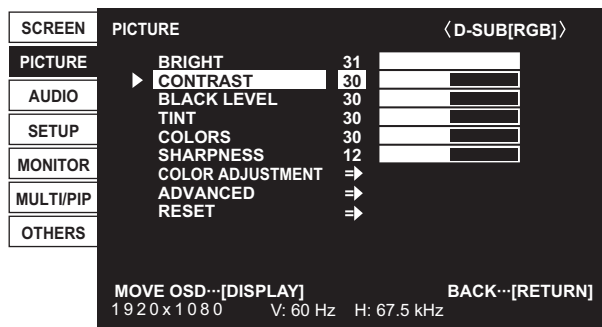 SCREEN
PICTURE
AUDIO
SETUP
MONITOR
MULTI/PIP
OTHERS
PICTURE 〈D-SUB[RGB]〉
BRIGHT 31
CONTRAST 30
BLACK LEVEL 30
TINT 30
COLORS 30
SHARPNESS 12
COLOR ADJUSTMENT
ADVANCED
RESET
MOVE OSD···[DISPLAY] BACK···[RETURN]
1920x1080 V: 60 Hz H: 67.5 kHz